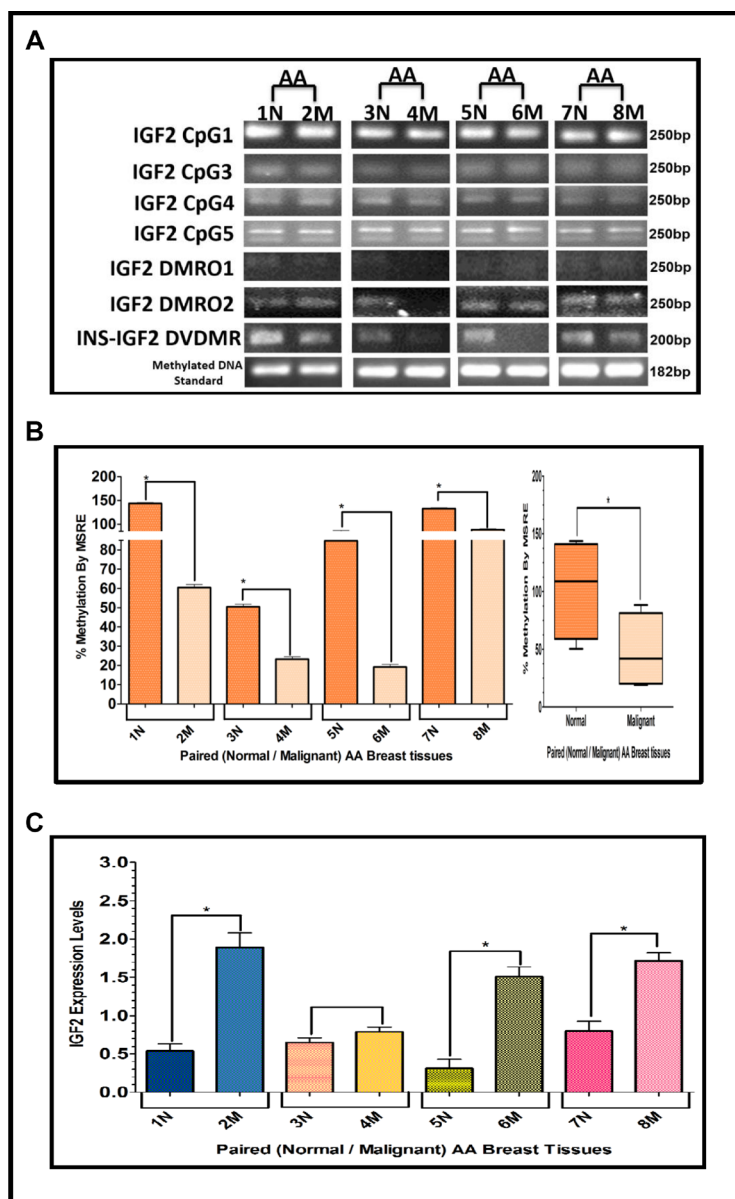 A
AA AA AA AA
1N 2M 3N 4M 5N 6M 7N 8M
IGF2 CpG1 250bp
IGF2 CpG3 250bp
IGF2 CpG4 250bp
IGF2 CpG5 250bp
IGF2 DMRO1 250bp
IGF2 DMRO2 250bp
INS-IGF2 DVDMR 200bp
Methylated DNA
Standard 182bp
B
% Methylation By MSRE
200
150
100
80
70
60
50
40
30
20
10
0
* * * *
1N 2M 3N 4M 5N 6M 7N 8M
Paired (Normal / Malignant) AA Breast tissues
% Methylation By MSRE
200
150
100
50
0
Normal Malignant
Paired (Normal / Malignant) AA Breast tissues
C
IGF2 Expression Levels
3.0
2.5
2.0
1.5
1.0
0.5
0.0
* * *
1N 2M 3N 4M 5N 6M 7N 8M
Paired (Normal / Malignant) AA Breast Tissues